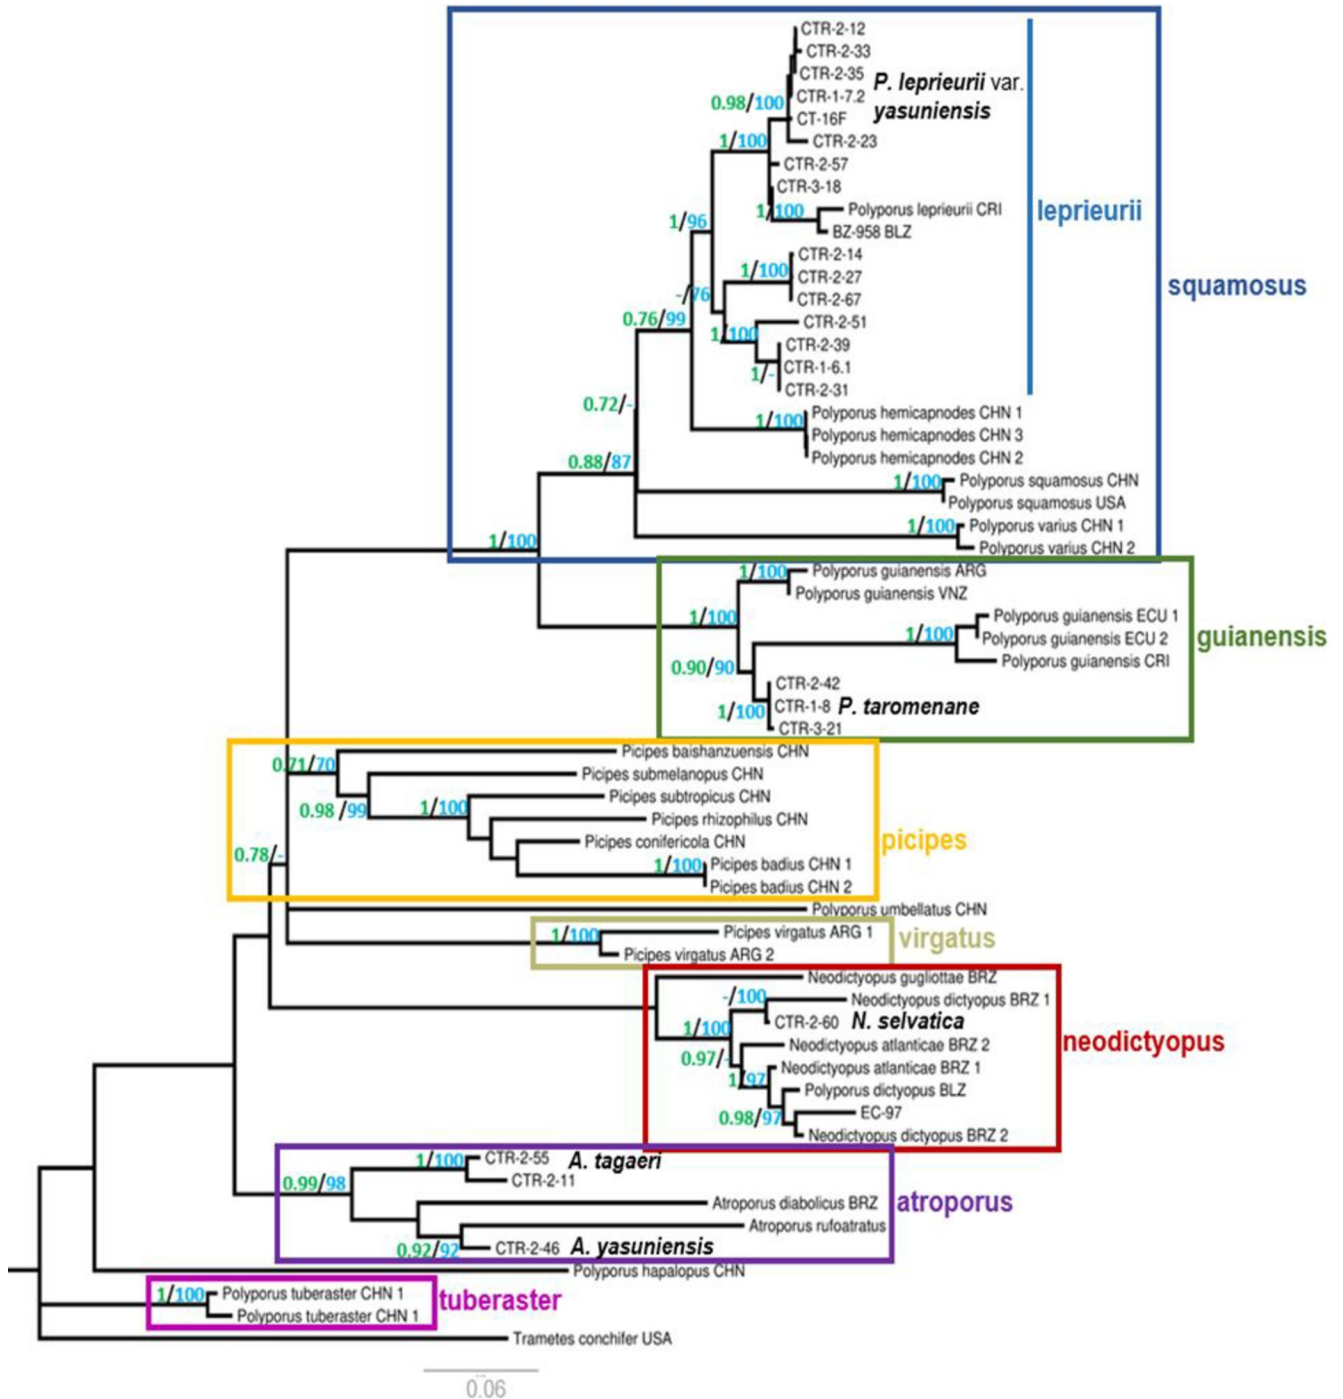 CTR-2-12
CTR-2-33
CTR-2-35
P. leprieurii var.
0.98/100
CTR-1-7.2
yasuniensis
CT-16F
1/100
CTR-2-23
CTR-2-57
CTR-3-18
1/100
Polyporus leprieurii CRI
leprieurii
1/96
BZ-958 BLZ
CTR-2-14
1/100
CTR-2-27
squamosus
-/76
CTR-2-67
0.76/99
CTR-2-51
1/100
CTR-2-39
CTR-1-6.1
1/-
CTR-2-31
0.72/-
Polyporus hemicapnodes CHN 1
1/100
Polyporus hemicapnodes CHN 3
Polyporus hemicapnodes CHN 2
0.88/87
1/100
Polyporus squamosus CHN
Polyporus squamosus USA
1/100
Polyporus varius CHN 1
1/100
Polyporus varius CHN 2
1/100
Polyporus guianensis ARG
Polyporus guianensis VNZ
1/100
Polyporus guianensis ECU 1
1/100
Polyporus guianensis ECU 2
guianensis
Polyporus guianensis CRI
0.90/90
CTR-2-42
1/100
CTR-1-8 P. taromenane
CTR-3-21
Picipes baishanzuensis CHN
0.71/70
Picipes submelanopus CHN
0.98 /99
1/100
Picipes subtropicus CHN
Picipes rhizophilus CHN
Picipes conifericola CHN
picipes
0.78/-
1/100
Picipes badius CHN 1
Picipes badius CHN 2
Polyporus umbellatus CHN
1/100
Picipes virgatus ARG 1
virgatus
Picipes virgatus ARG 2
Neodictyopus gugliottae BRZ
-/100
Neodictyopus dictyopus BRZ 1
1/100
CTR-2-60 N. selvatica
neodictyopus
Neodictyopus atlanticae BRZ 2
0.97/-
Neodictyopus atlanticae BRZ 1
1/97
Polyporus dictyopus BLZ
0.98/97
EC-97
Neodictyopus dictyopus BRZ 2
1/100
CTR-2-55 A. tagaeri
CTR-2-11
0.99/98
Atroporus diabolicus BRZ
atroporus
Atroporus rufoatratus
0.92/92
CTR-2-46 A. yasuniensis
Polyporus hapalopus CHN
1/100
Polyporus tuberaster CHN 1
tuberaster
Polyporus tuberaster CHN 1
Trametes conchifer USA
0.06